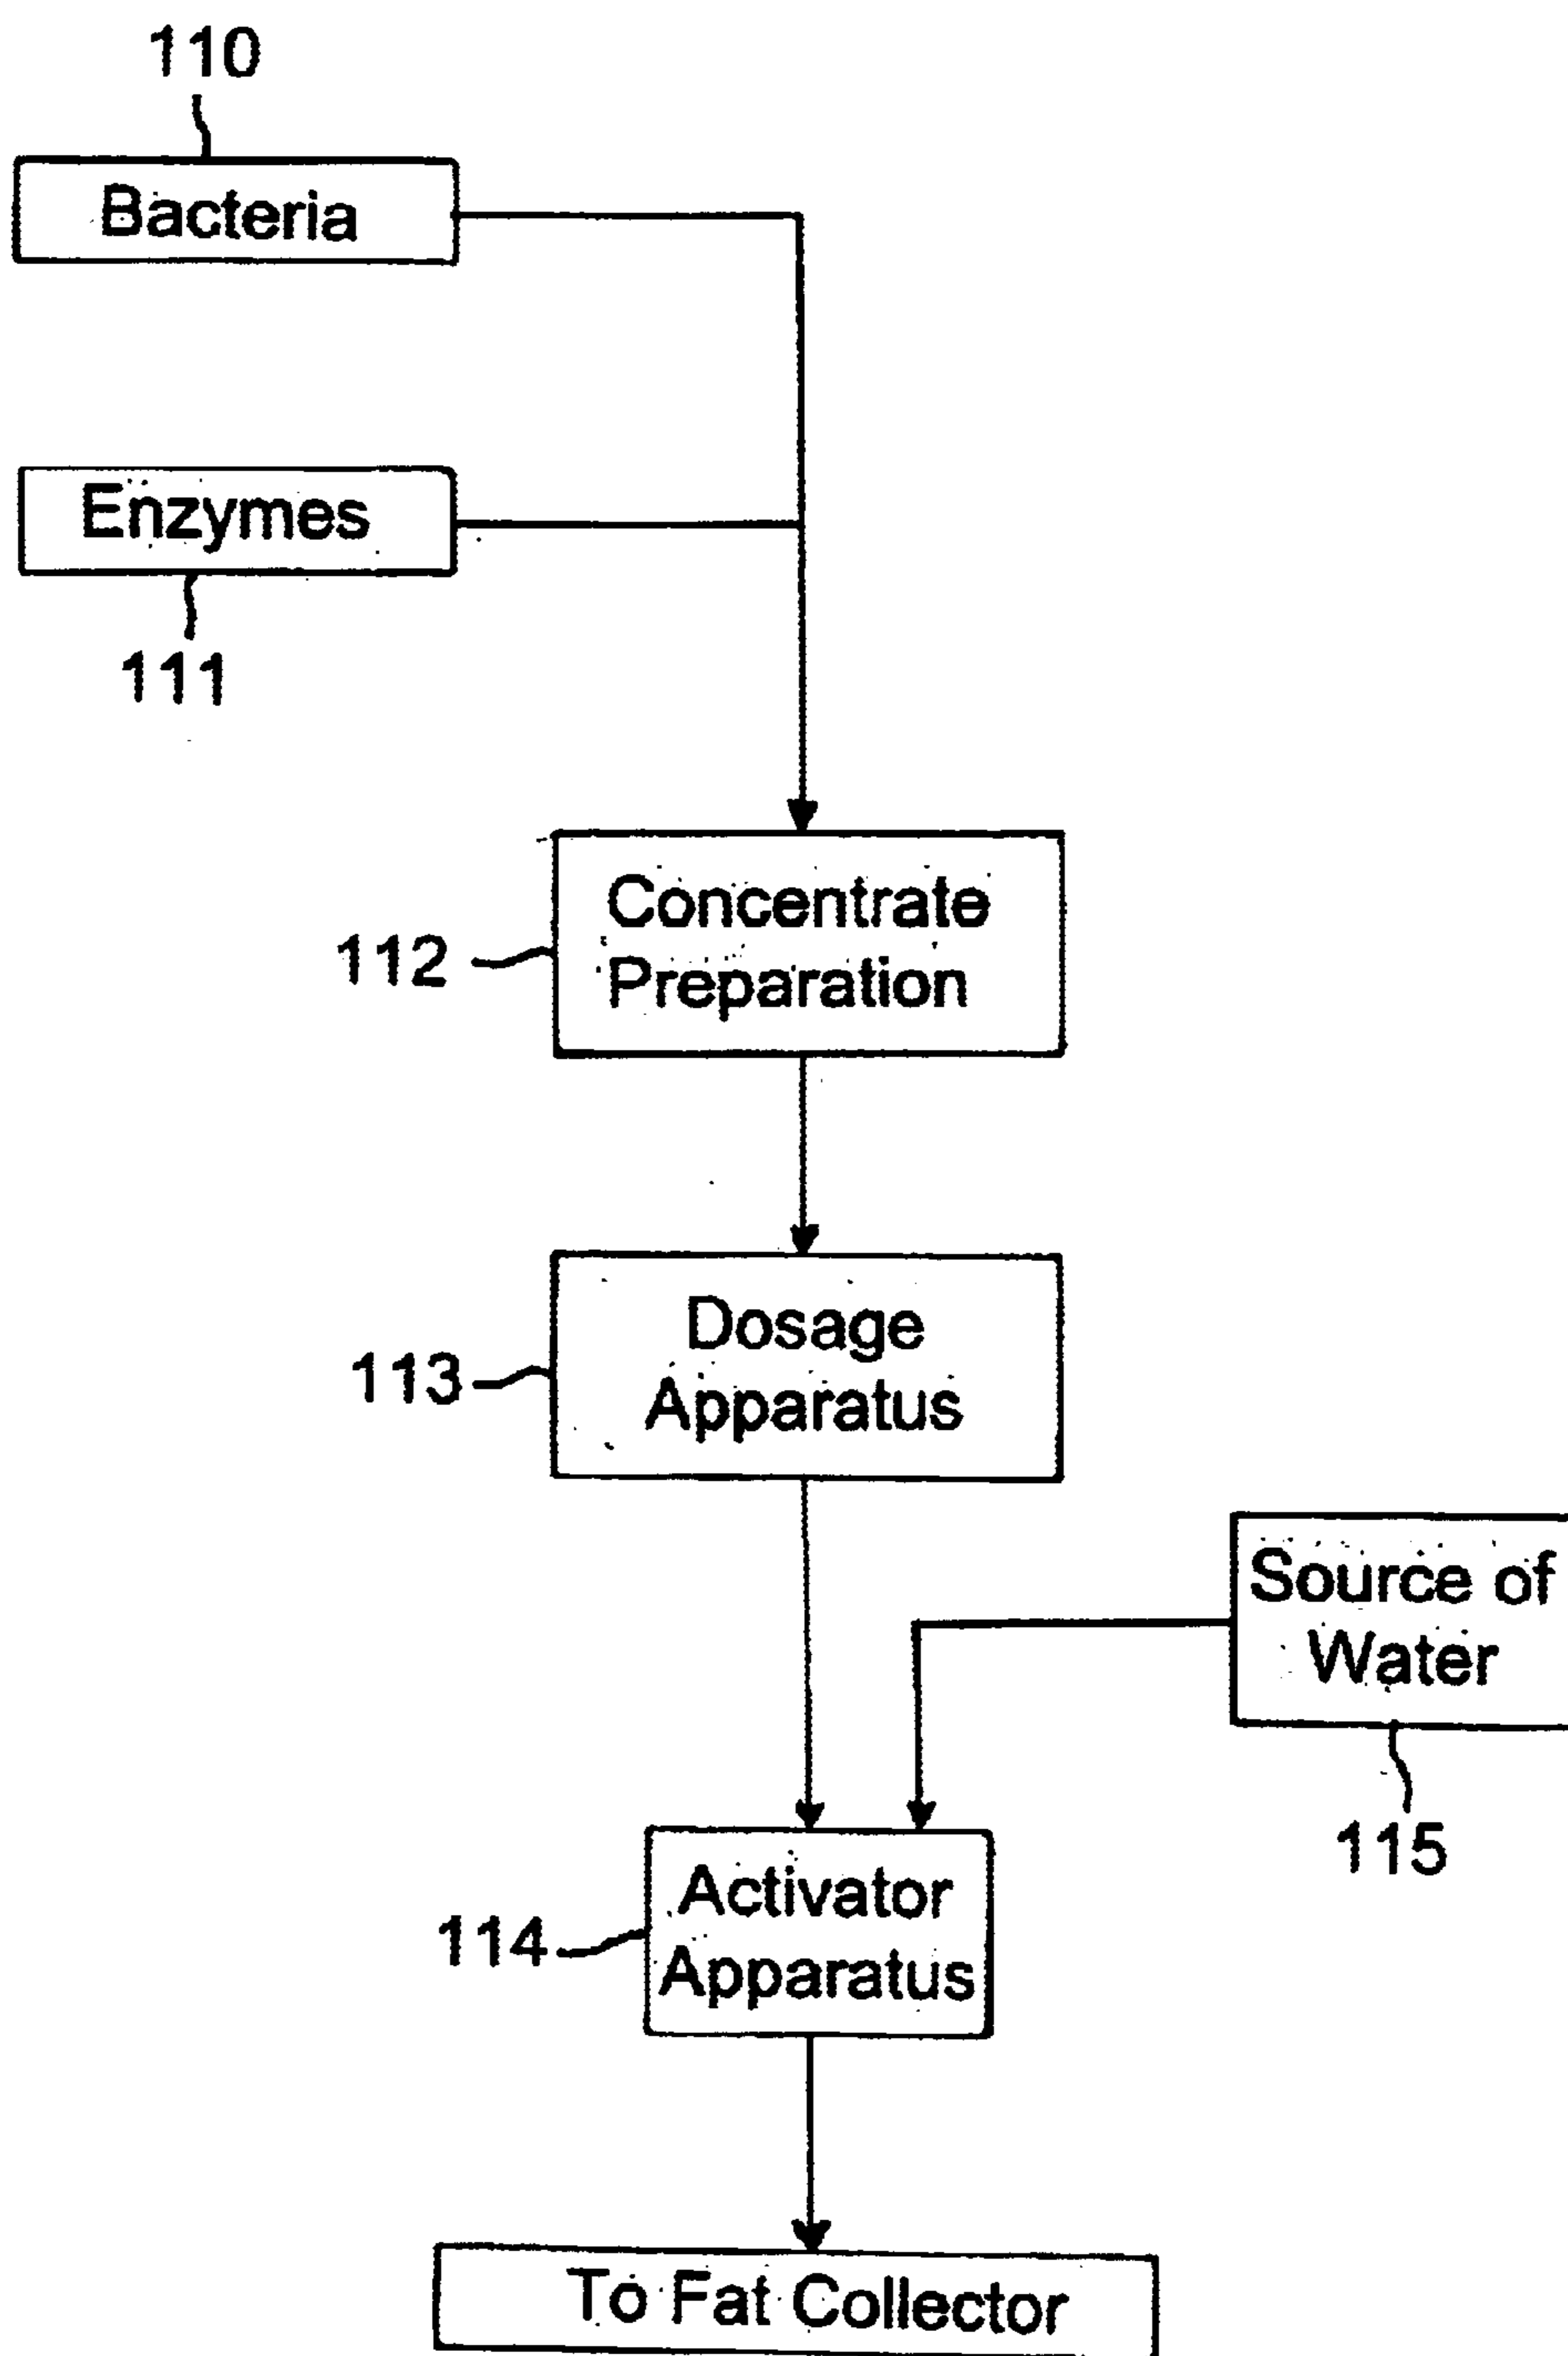 110
Bacteria
Enzymes
111
Concentrate
Preparation
112
Dosage
Apparatus
113
Source of
Water
115
Activator
Apparatus
114
To Fat Collector